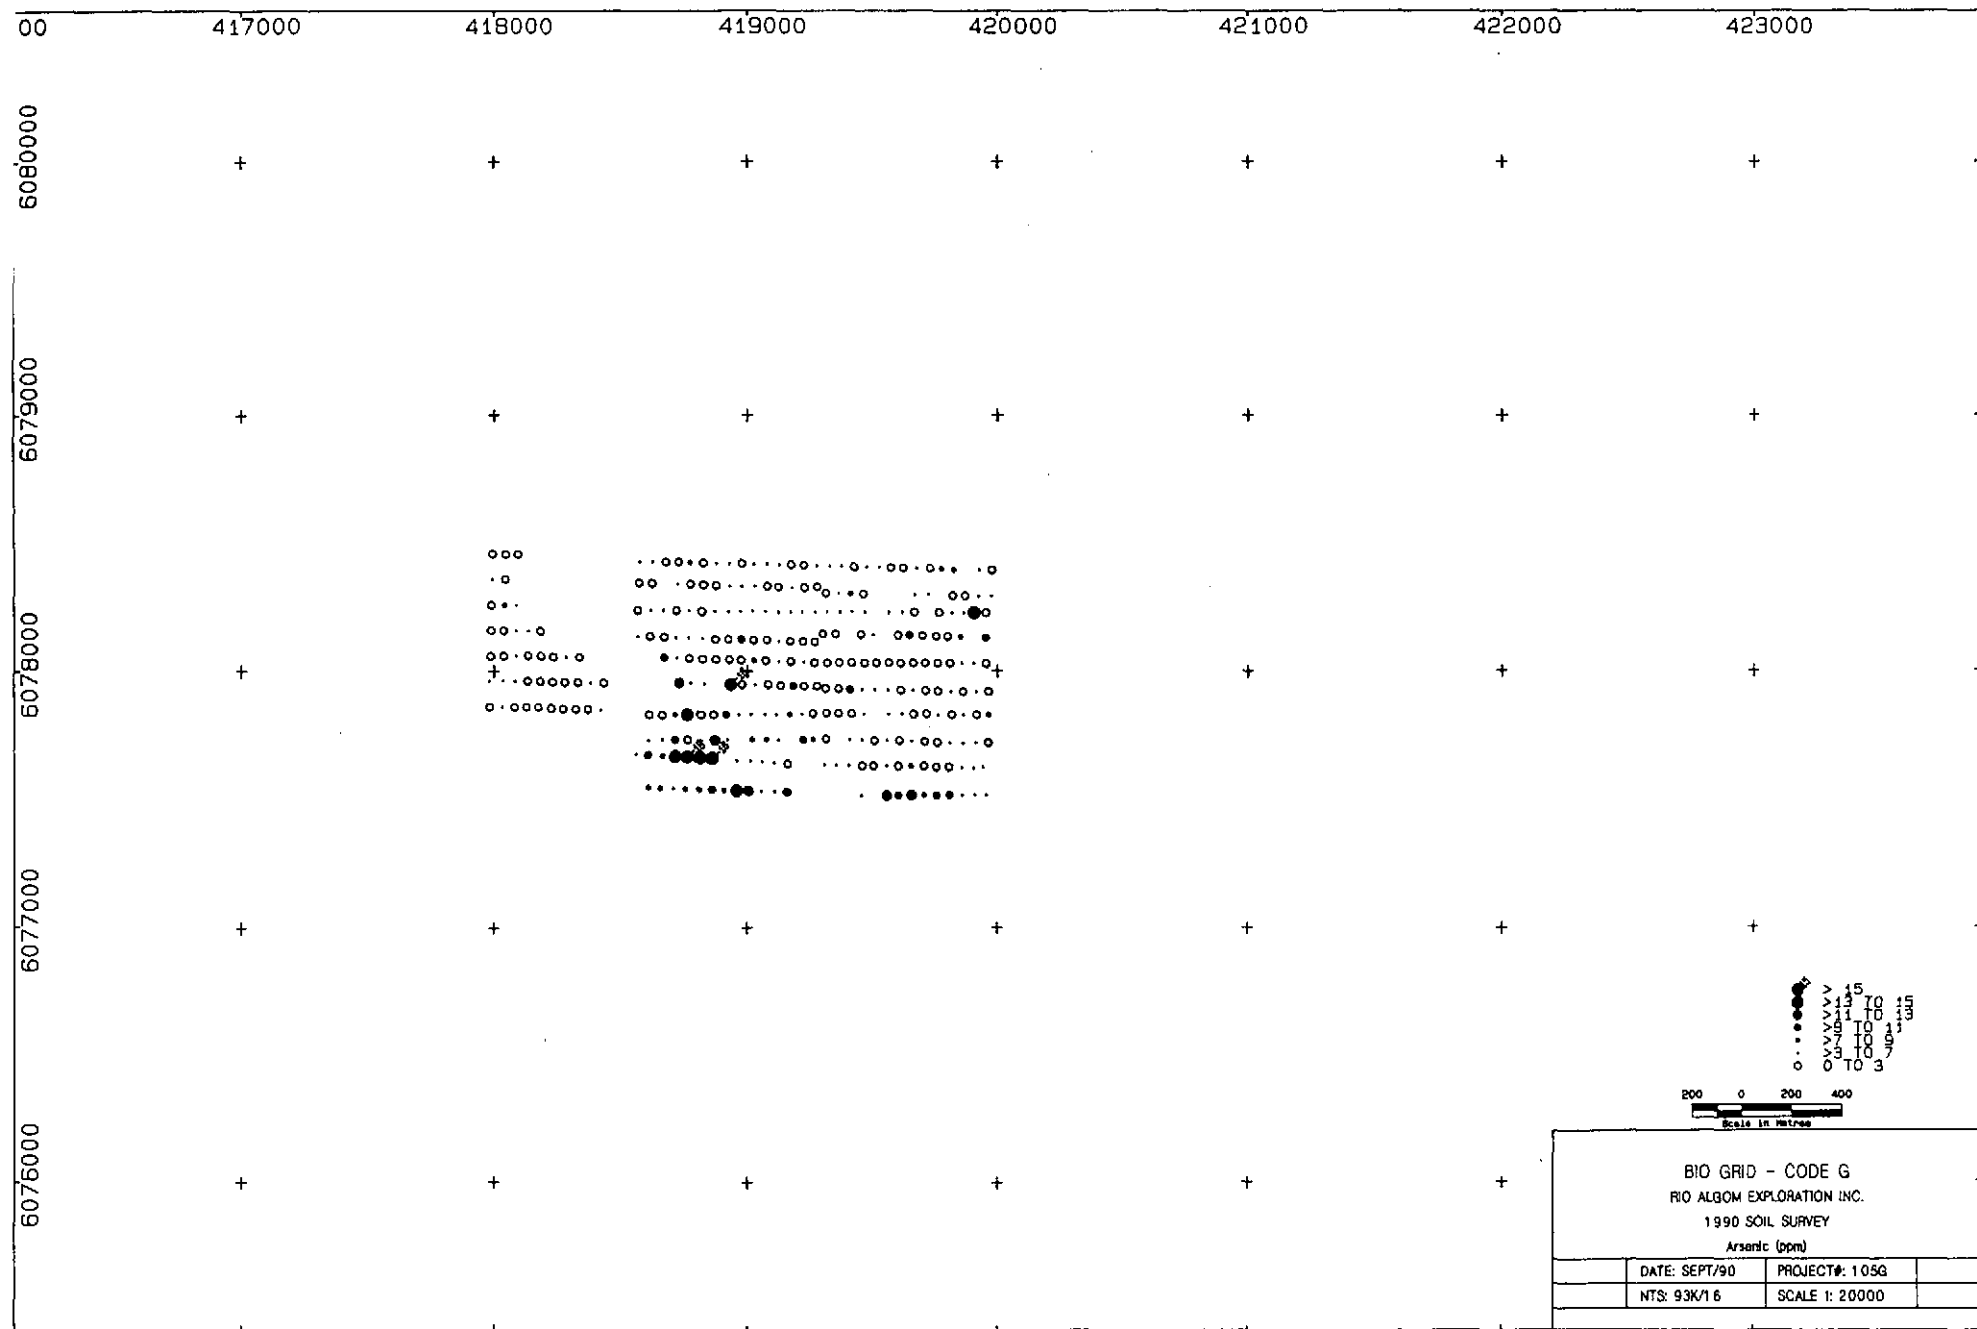 00 417000 418000 419000 420000 421000 422000 423000
6080000
6079000
6078000
6077000
6076000
> 15
>13 TO 15
>11 TO 13
>9 TO 11
>7 TO 9
>3 TO 7
0 TO 3
200 0 200 400
Scale in Metres
BIO GRID - CODE G
RIO ALGOM EXPLORATION INC.
1990 SOIL SURVEY
Arsenic (ppm)
DATE: SEPT/90 PROJECT#: 105G
NTS: 93K/16 SCALE 1: 20000